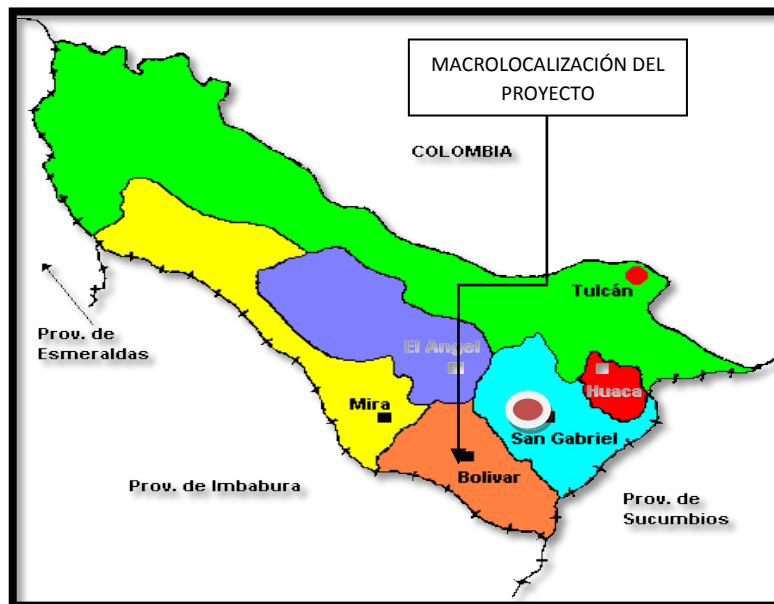 MACROLOCALIZACIÓN DEL
PROYECTO
COLOMBIA
Tulcán
Prov. de
Esmeraldas
El Angel
Huaca
Mira
San Gabriel
Bolivar
Prov. de Imbabura
Prov. de
Sucumbios